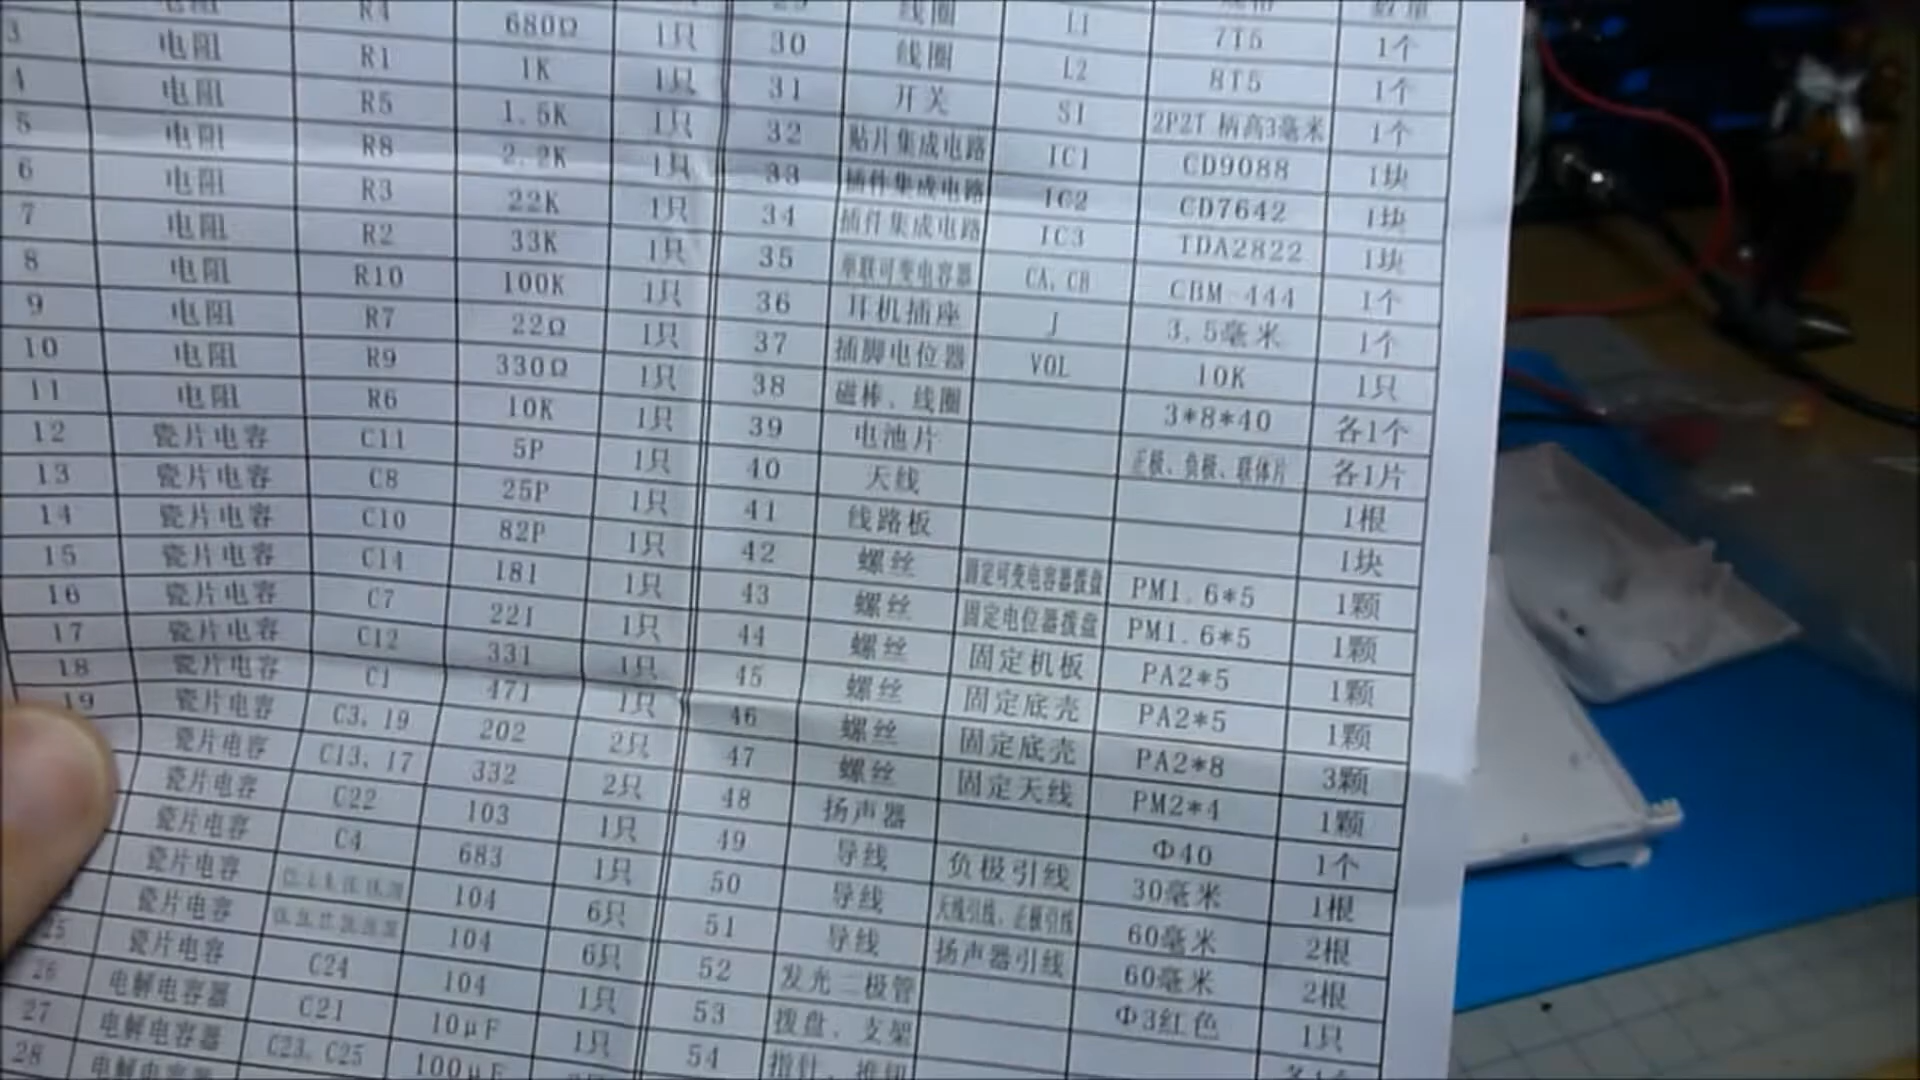 29 线圈 L1 7T5 1个
电阻 R4 680Ω 1只 30 线圈 L2 8T5 1个
3 电阻 R1 1K 1只 31 开关 S1 2P2T 柄高3毫米 1个
4 电阻 R5 1.5K 1只 32 贴片集成电路 IC1 CD9088 1块
5 电阻 R8 2.2K 1只 33 插件集成电路 IC2 CD7642 1块
6 电阻 R3 22K 1只 34 插件集成电路 IC3 TDA2822 1块
7 电阻 R2 33K 1只 35 单联可变电容器 CA、CB CBM-444 1个
8 电阻 R10 100K 1只 36 耳机插座 J 3.5毫米 1个
9 电阻 R7 22Ω 1只 37 插脚电位器 VOL 10K 1只
10 电阻 R9 330Ω 1只 38 磁棒、线圈 3*8*40 各1个
11 电阻 R6 10K 1只 39 电池片 正极、负极、联体片 各1片
12 瓷片电容 C11 5P 1只 40 天线 1根
13 瓷片电容 C8 25P 1只 41 线路板 1块
14 瓷片电容 C10 82P 1只 42 螺丝 固定可变电容器拨盘 PM1.6*5 1颗
15 瓷片电容 C14 181 1只 43 螺丝 固定电位器拨盘 PM1.6*5 1颗
16 瓷片电容 C7 221 1只 44 螺丝 固定机板 PA2*5 1颗
17 瓷片电容 C12 331 1只 45 螺丝 固定底壳 PA2*5 1颗
18 瓷片电容 C1 471 1只 46 螺丝 固定底壳 PA2*8 3颗
19 瓷片电容 C3、19 202 2只 47 螺丝 固定天线 PM2*4 1颗
瓷片电容 C13、17 332 2只 48 扬声器 Φ40 1个
瓷片电容 C22 103 1只 49 导线 负极引线 30毫米 1根
瓷片电容 C4 683 1只 50 导线 天线引线、正极引线 60毫米 2根
瓷片电容 104 6只 51 导线 扬声器引线 60毫米 2根
瓷片电容 104 6只 52 发光二极管 Φ3红色 1只
25 瓷片电容 C24 104 1只 53 拨盘、支架
26 电解电容器 C21 10μF 1只 54 指针、
27 电解电容器 C23、C25 100μF
28 电解电容器